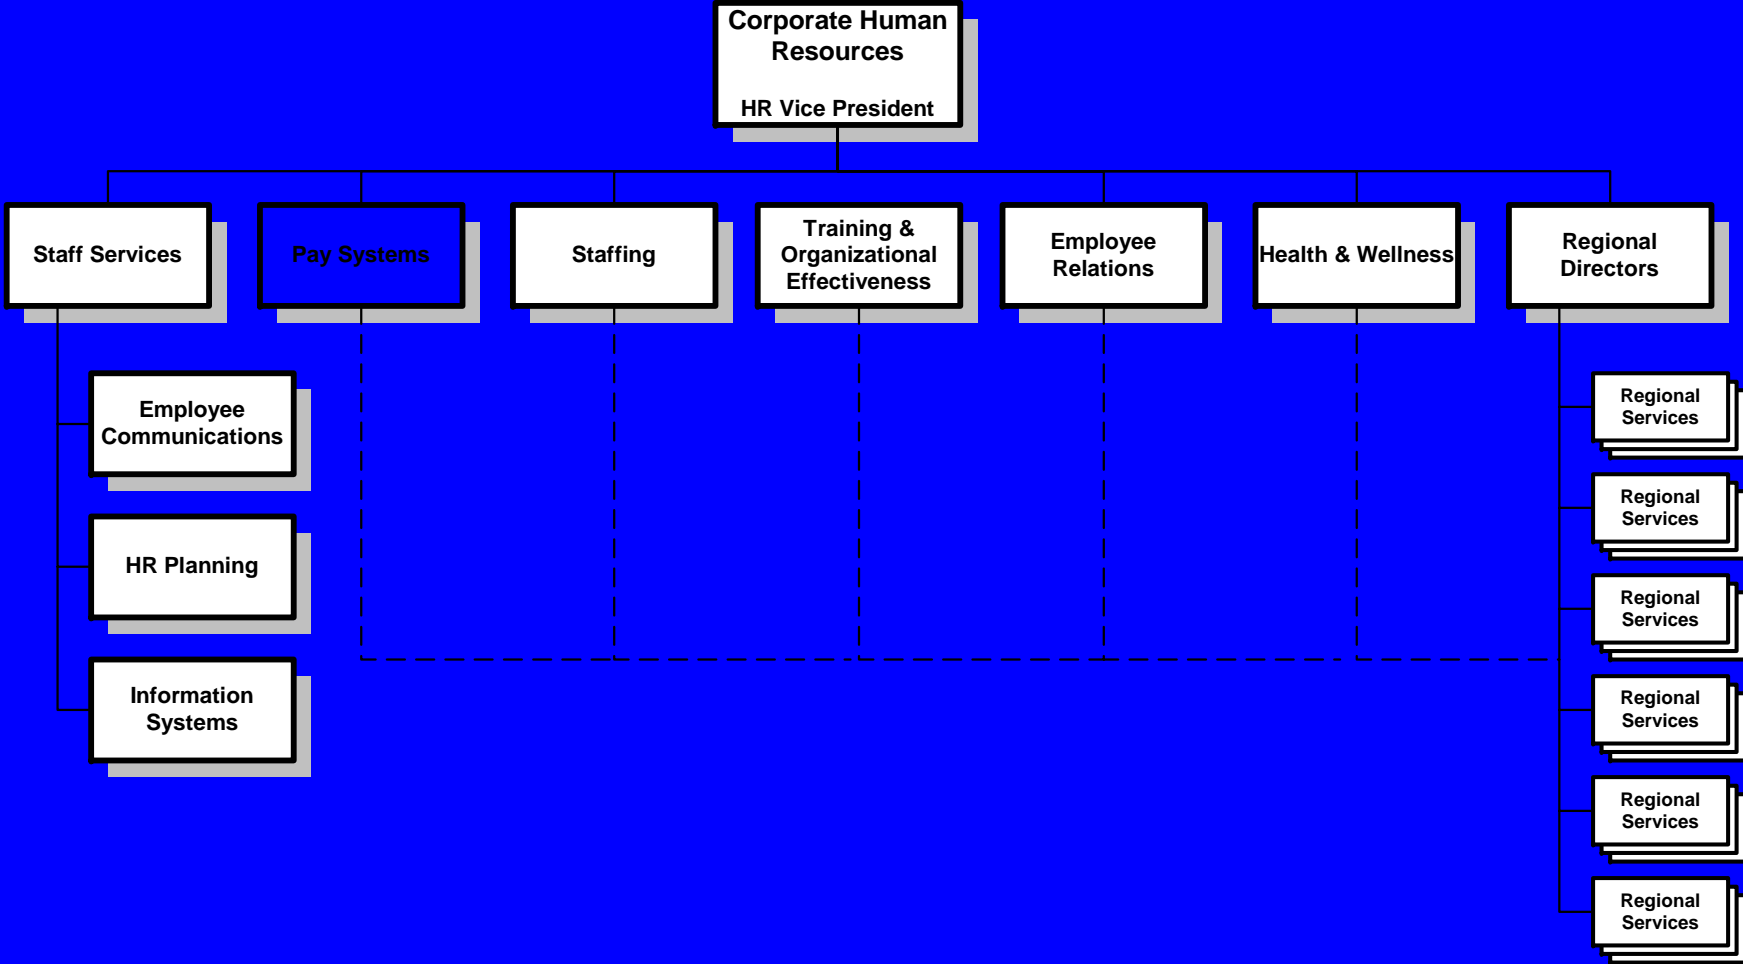 Corporate Human
Resources
HR Vice President
Staff Services
Pay Systems
Staffing
Training &
Organizational
Effectiveness
Employee
Relations
Health & Wellness
Regional
Directors
Employee
Communications
HR Planning
Information
Systems
Regional
Services
Regional
Services
Regional
Services
Regional
Services
Regional
Services
Regional
Services